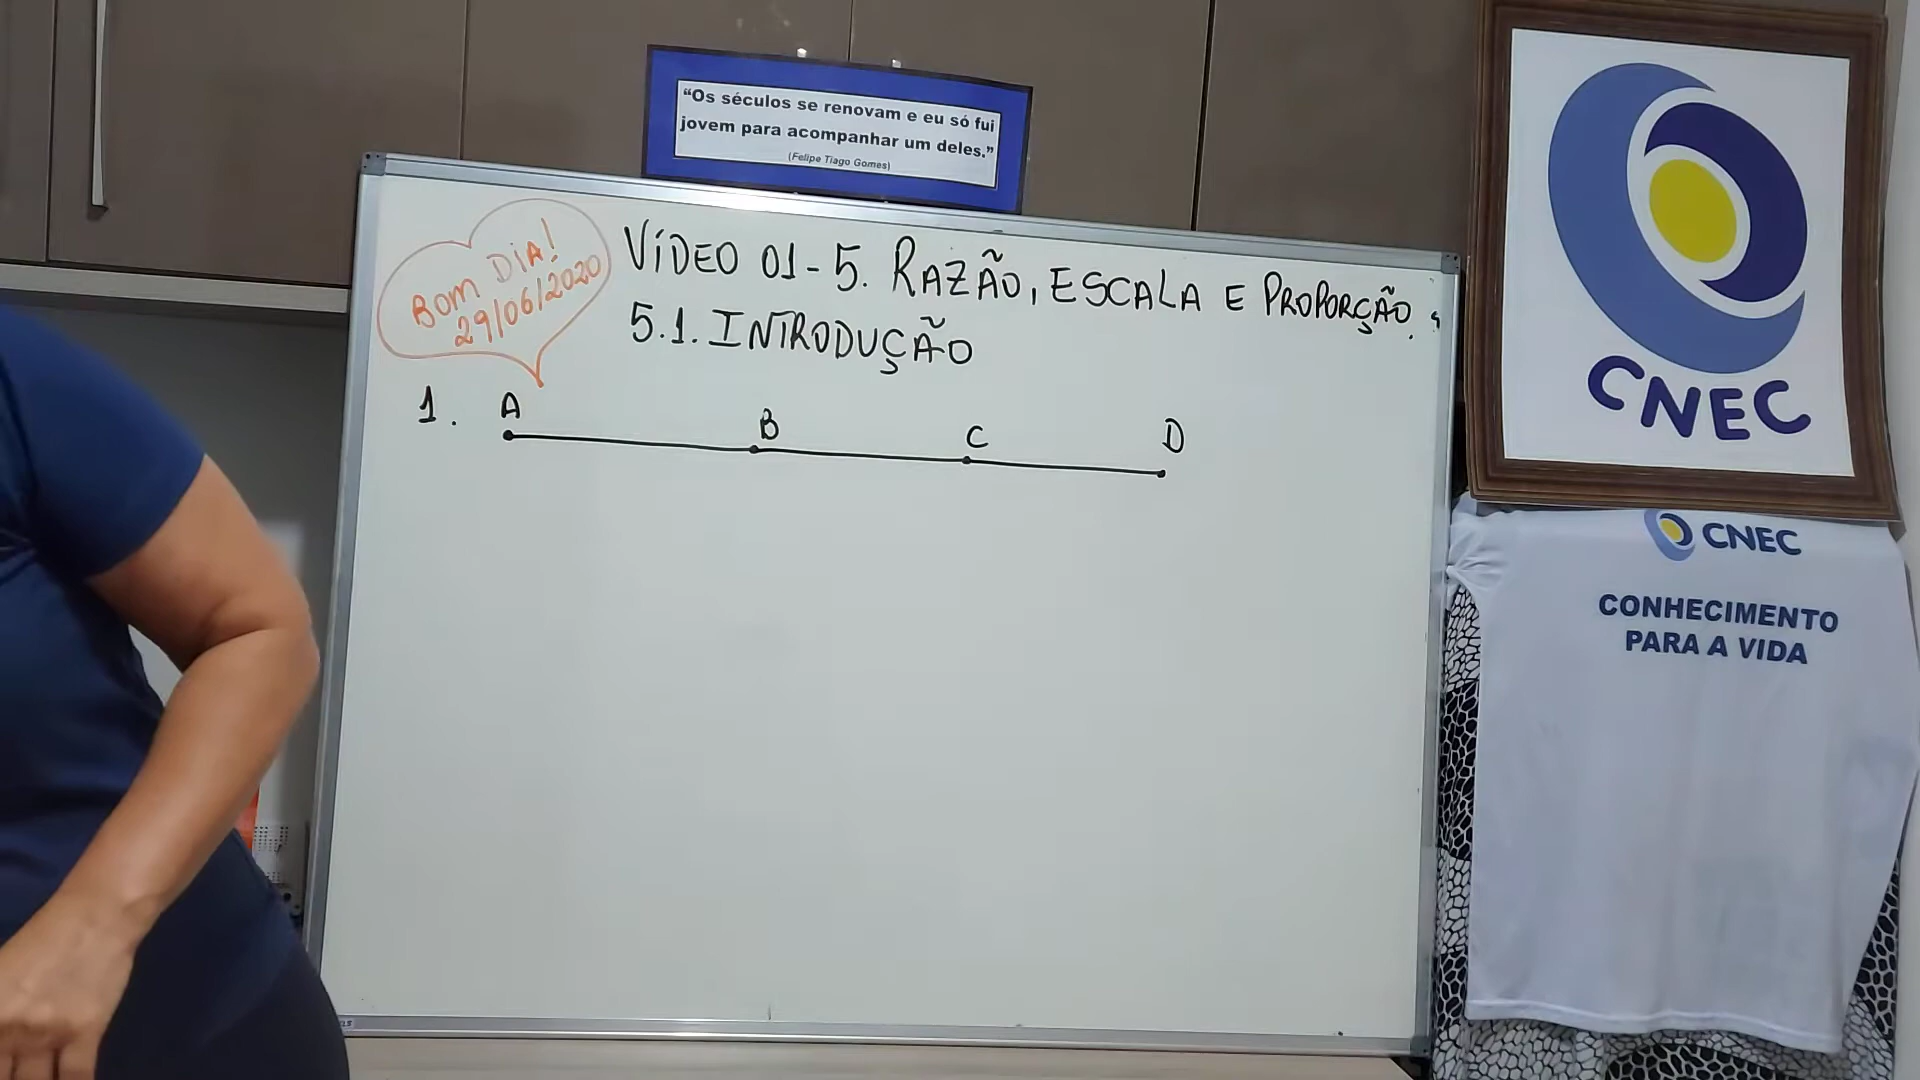 “Os séculos se renovam e eu só fui
jovem para acompanhar um deles.”
(Felipe Tiago Gomes)
BOM DIA!
29/06/2020
VÍDEO 01 - 5. RAZÃO, ESCALA E PROPORÇÃO.
5.1. INTRODUÇÃO
1. A B C D
CNEC
CNEC
CONHECIMENTO
PARA A VIDA